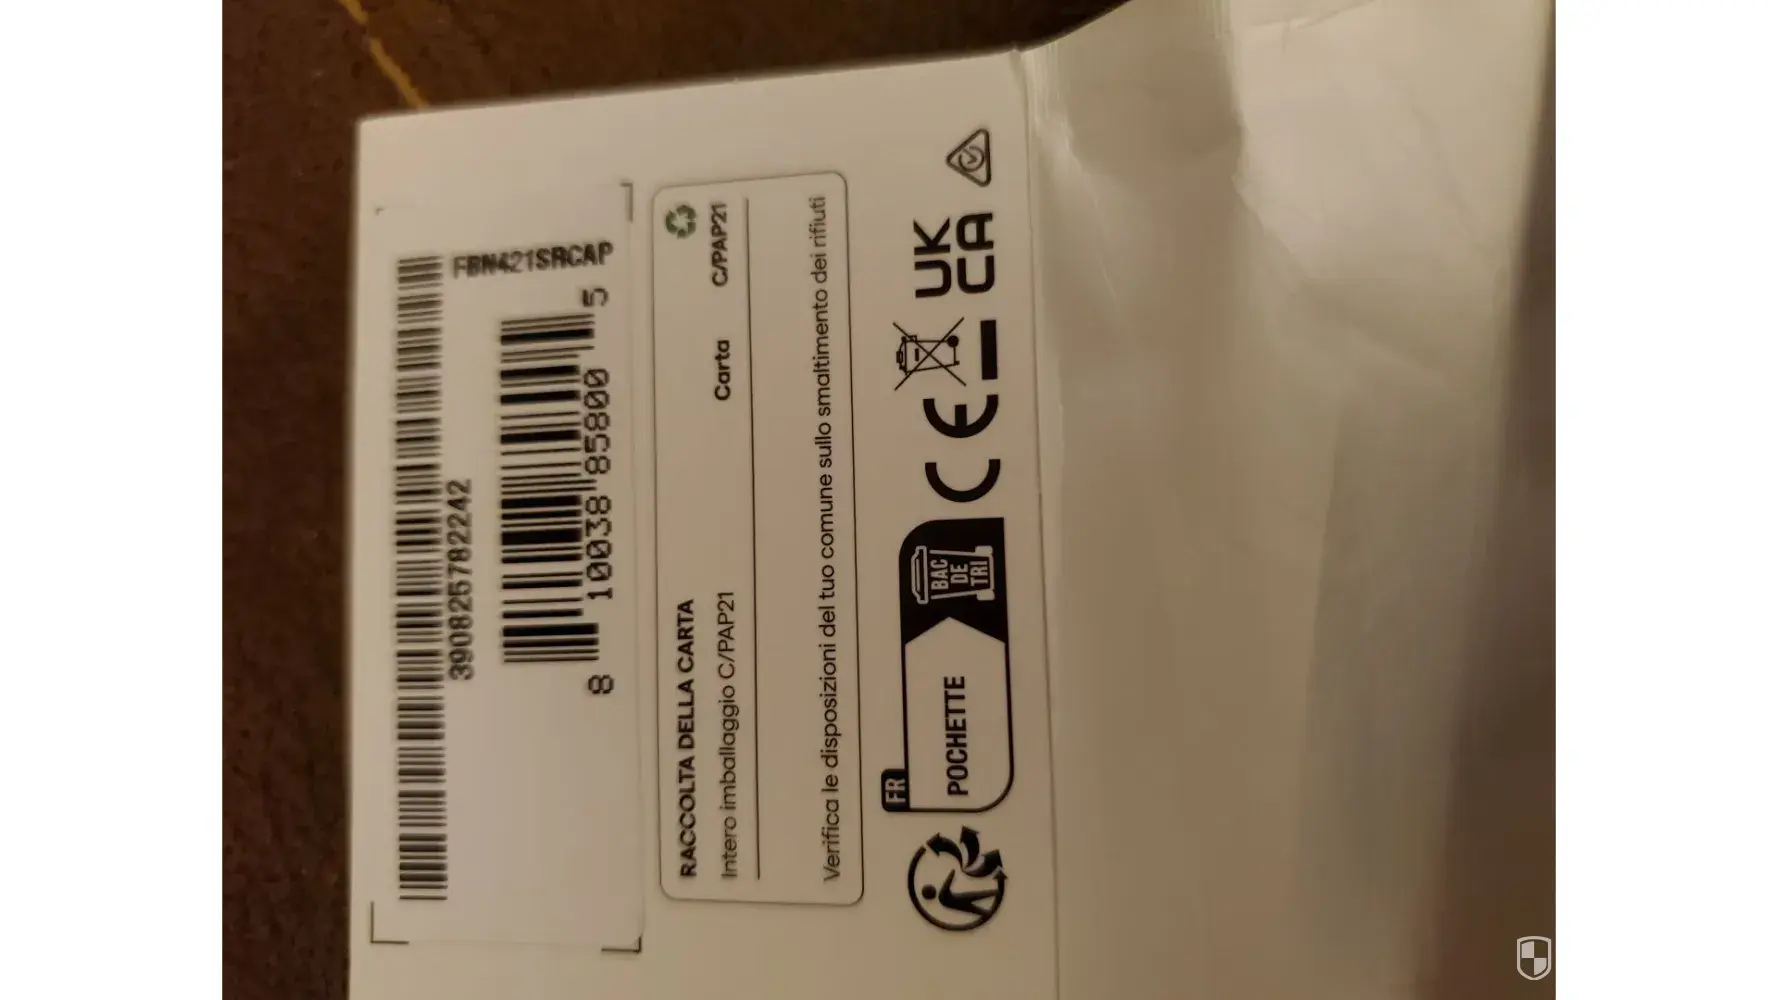 FBN421SRCAP
390825782242
8 10038 85800 5
RACCOLTA DELLA CARTA
Intero imballaggio C/PAP21
Carta
C/PAP21
Verifica le disposizioni del tuo comune sullo smaltimento dei rifiuti
FR
POCHETTE
BAC
DE
TRI
CE
UK
CA